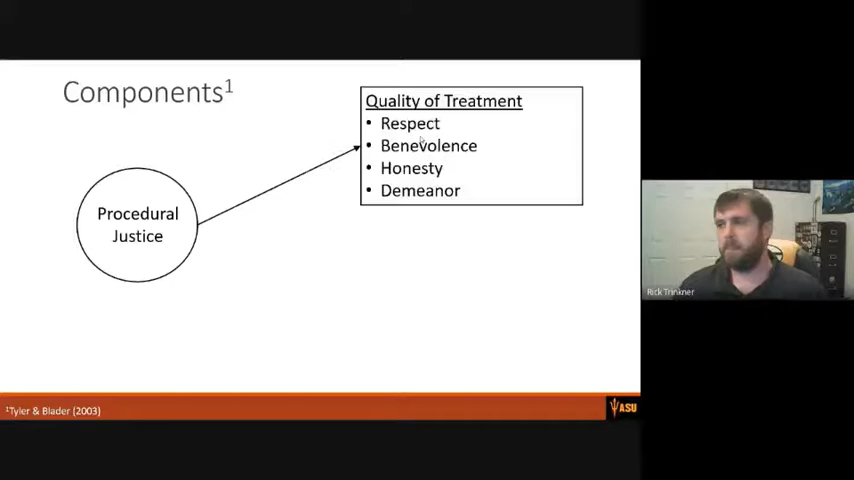 Components¹
Quality of Treatment
• Respect
• Benevolence
• Honesty
• Demeanor
Procedural
Justice
Rick Trinkner
¹Tyler & Blader (2003)
ASU